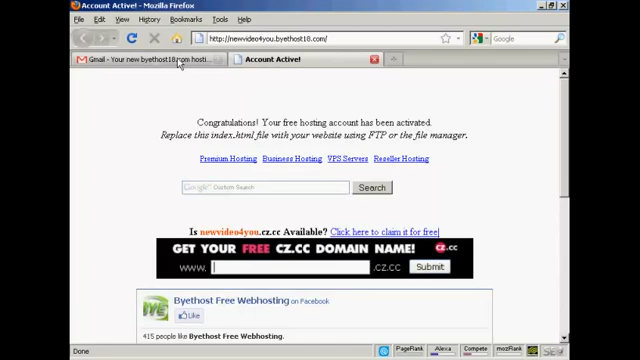 Account Active! - Mozilla Firefox
File Edit View History Bookmarks Tools Help
http://newvideo4you.byethost18.com/
Google
Gmail - Your new byethost18.com hosti...
Account Active!
Congratulations! Your free hosting account has been activated.
Replace this index.html file with your website using FTP or the file manager.
Premium Hosting Business Hosting VPS Servers Reseller Hosting
Google™ Custom Search Search
Is newvideo4you.cz.cc Available? Click here to claim it for free!
GET YOUR FREE CZ.CC DOMAIN NAME! cz.cc
www. .cz.cc Submit
Byethost Free Webhosting on Facebook
Like
415 people like Byethost Free Webhosting.
Done PageRank Alexa Compete mozRank